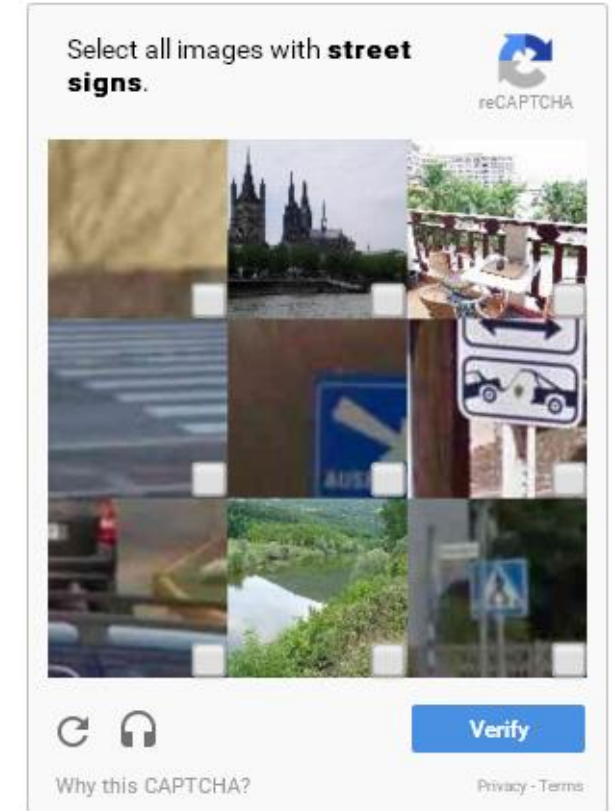 Select all images with street
signs.
reCAPTCHA
Verify
Why this CAPTCHA?
Privacy - Terms